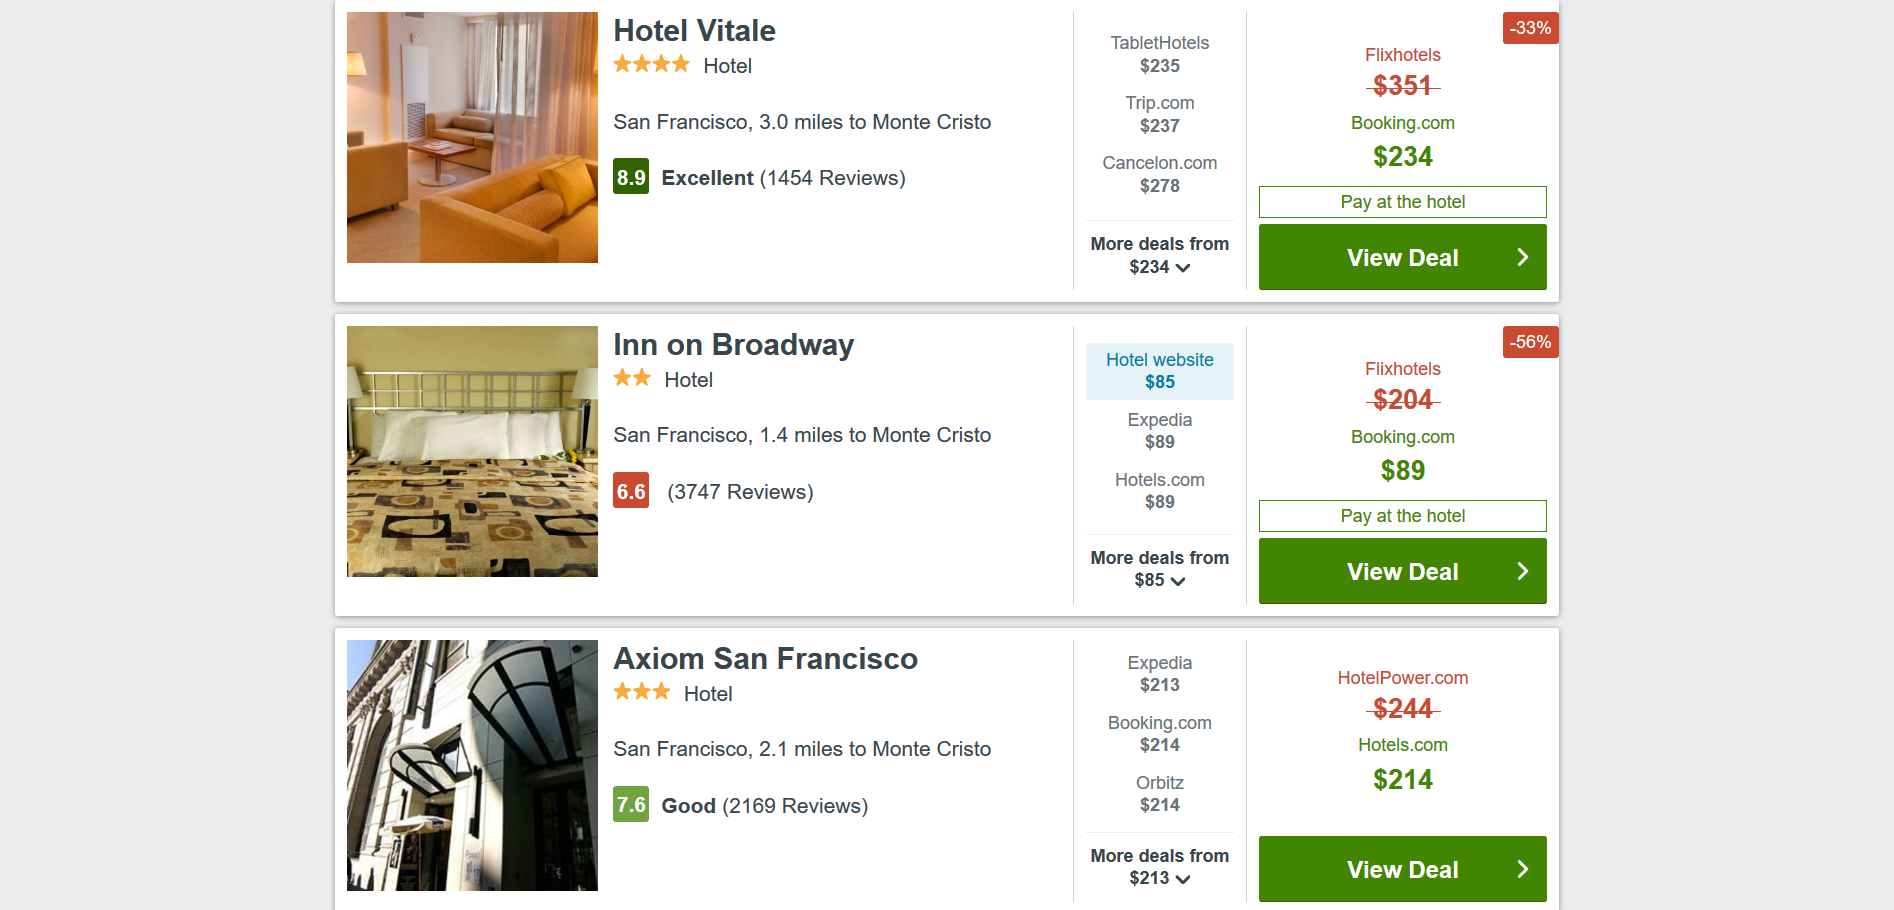 Hotel Vitale
Hotel
San Francisco, 3.0 miles to Monte Cristo
8.9 Excellent (1454 Reviews)
TabletHotels
$235
Trip.com
$237
Cancelon.com
$278
More deals from
$234
-33%
Flixhotels
$351
Booking.com
$234
Pay at the hotel
View Deal
Inn on Broadway
Hotel
San Francisco, 1.4 miles to Monte Cristo
6.6 (3747 Reviews)
Hotel website
$85
Expedia
$89
Hotels.com
$89
More deals from
$85
-56%
Flixhotels
$204
Booking.com
$89
Pay at the hotel
View Deal
Axiom San Francisco
Hotel
San Francisco, 2.1 miles to Monte Cristo
7.6 Good (2169 Reviews)
Expedia
$213
Booking.com
$214
Orbitz
$214
More deals from
$213
HotelPower.com
$244
Hotels.com
$214
View Deal